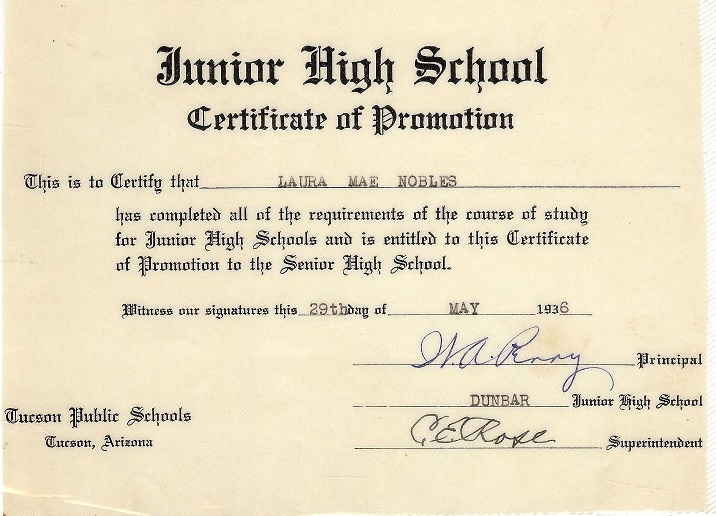 Junior High School
Certificate of Promotion
This is to Certify that LAURA MAE NOBLES
has completed all of the requirements of the course of study
for Junior High Schools and is entitled to this Certificate
of Promotion to the Senior High School.
Witness our signatures this 29th day of MAY 1936
W. A. Principal
DUNBAR Junior High School
Tucson Public Schools
C. E. Rose Superintendent
Tucson, Arizona